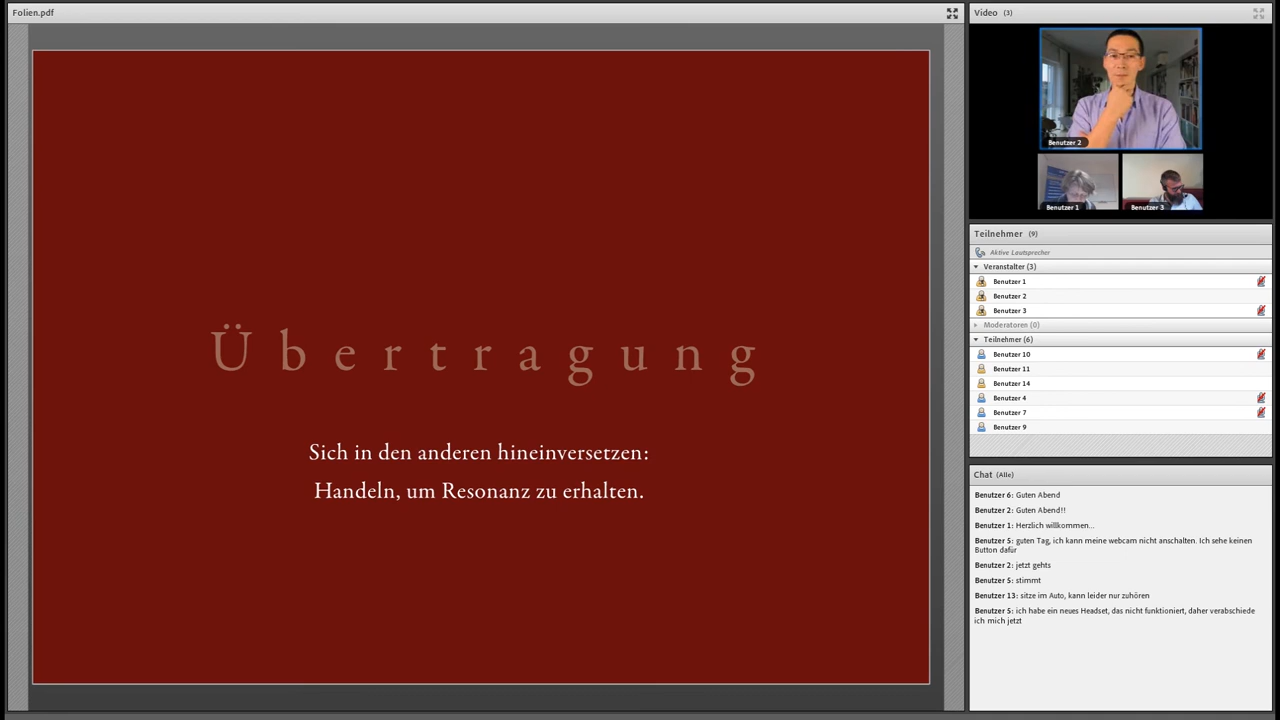 Folien.pdf
Übertragung
Sich in den anderen hineinversetzen:
Handeln, um Resonanz zu erhalten.
Video (3)
Benutzer 2
Benutzer 1
Benutzer 3
Teilnehmer (9)
Aktive Lautsprecher
Veranstalter (3)
Benutzer 1
Benutzer 2
Benutzer 3
Moderatoren (0)
Teilnehmer (6)
Benutzer 10
Benutzer 11
Benutzer 14
Benutzer 4
Benutzer 7
Benutzer 9
Chat (Alle)
Benutzer 6: Guten Abend
Benutzer 2: Guten Abend!!
Benutzer 1: Herzlich willkommen...
Benutzer 5: guten Tag, ich kann meine webcam nicht anschalten. Ich sehe keinen
Button dafür
Benutzer 2: jetzt gehts
Benutzer 5: stimmt
Benutzer 13: sitze im Auto, kann leider nur zuhören
Benutzer 5: ich habe ein neues Headset, das nicht funktioniert, daher verabschiede
ich mich jetzt